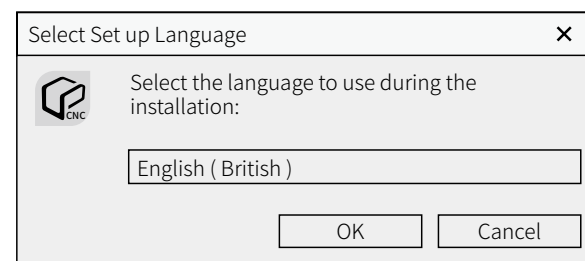 Select Set up Language
CNC
Select the language to use during the
installation:
English ( British )
OK
Cancel